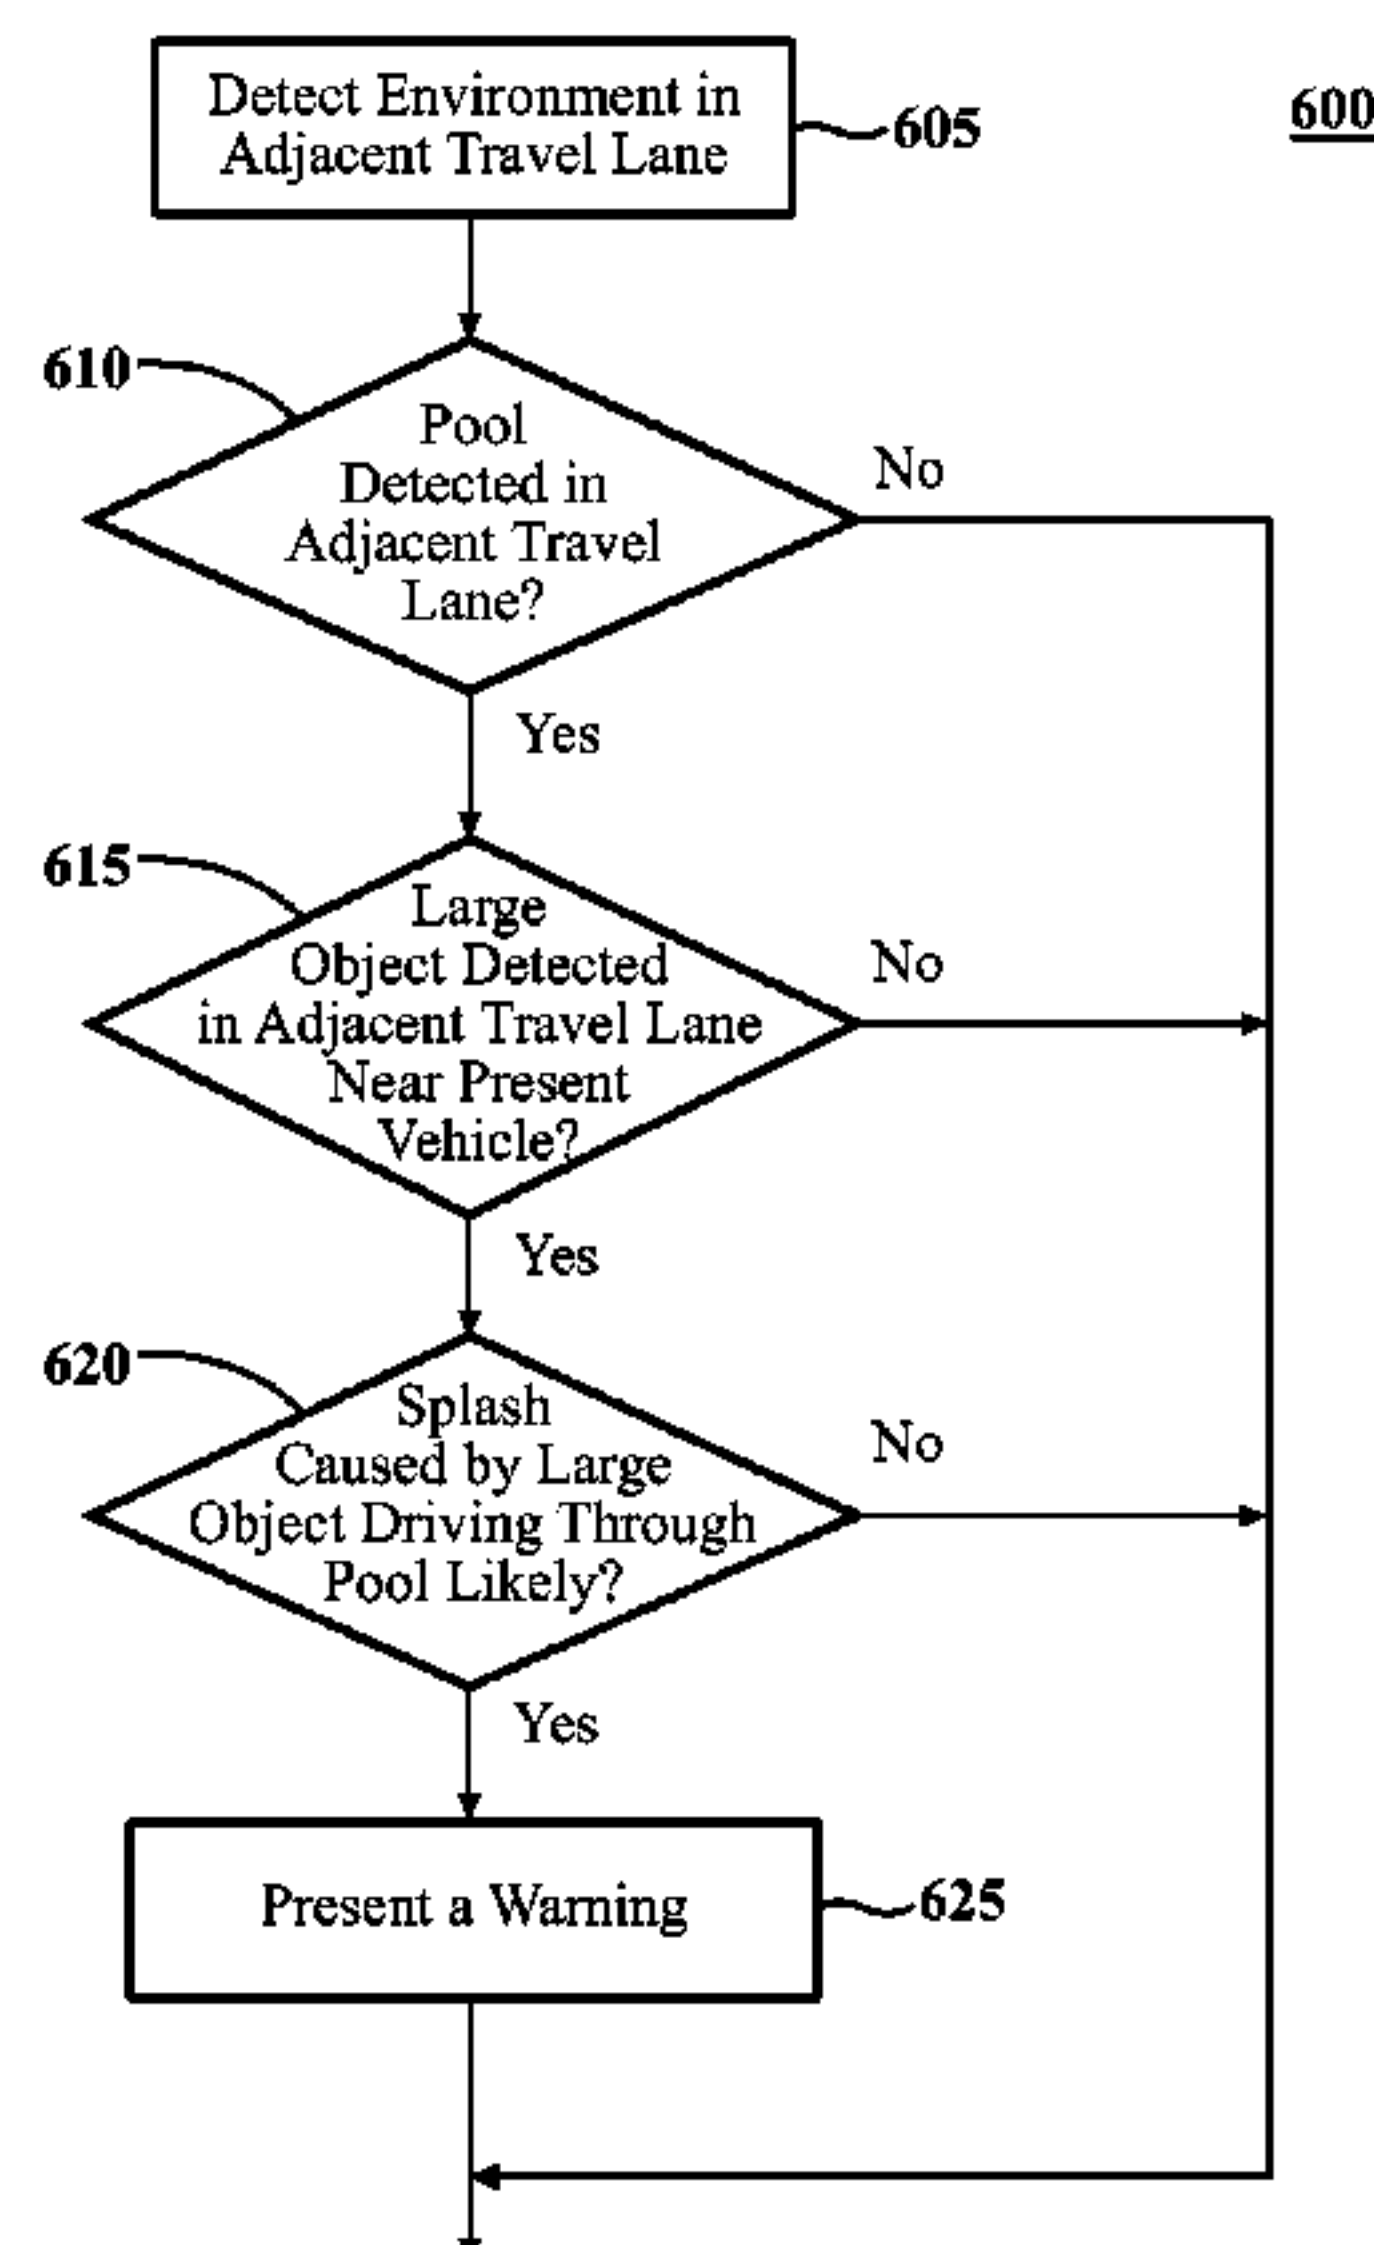 Detect Environment in
Adjacent Travel Lane
605
600
610
Pool
Detected in
Adjacent Travel
Lane?
No
Yes
615
Large
Object Detected
in Adjacent Travel Lane
Near Present
Vehicle?
No
Yes
620
Splash
Caused by Large
Object Driving Through
Pool Likely?
No
Yes
Present a Warning
625